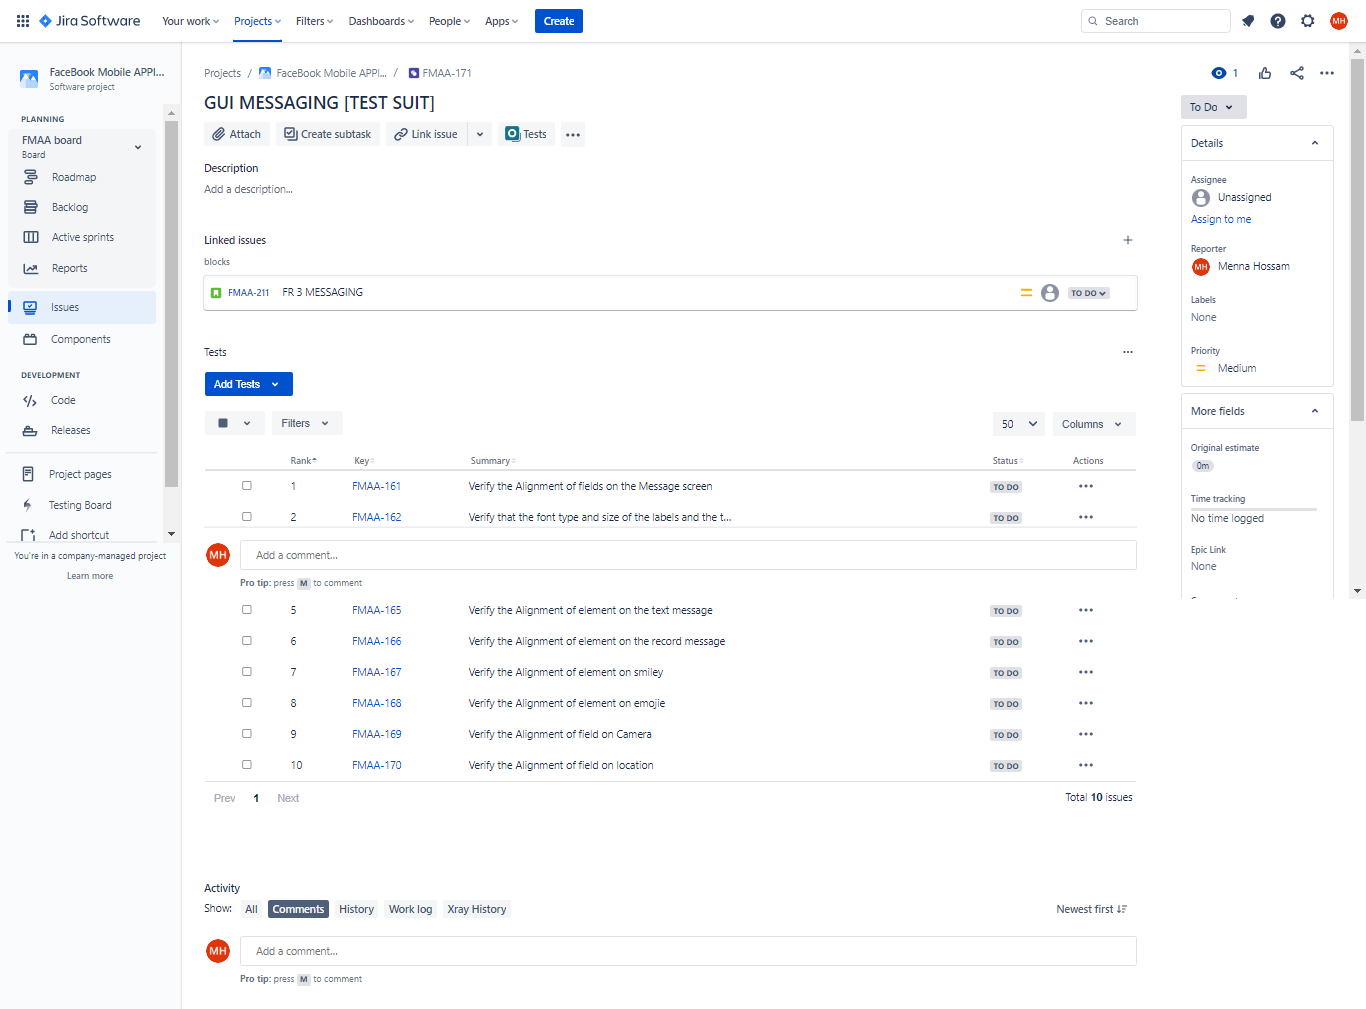 Jira Software
Your work
Projects
Filters
Dashboards
People
Apps
Create
Search
MH
FaceBook Mobile APPl...
Software project
PLANNING
FMAA board
Board
Roadmap
Backlog
Active sprints
Reports
Issues
Components
DEVELOPMENT
Code
Releases
Project pages
Testing Board
Add shortcut
You're in a company-managed project
Learn more
Projects / FaceBook Mobile APPl... / FMAA-171
1
GUI MESSAGING [TEST SUIT]
Attach
Create subtask
Link issue
Tests
Description
Add a description...
Linked issues
blocks
FMAA-211 FR 3 MESSAGING TO DO
Tests
Add Tests
Filters
50
Columns
Rank Key Summary Status Actions
1 FMAA-161 Verify the Alignment of fields on the Message screen TO DO
2 FMAA-162 Verify that the font type and size of the labels and the t... TO DO
MH Add a comment...
Pro tip: press M to comment
5 FMAA-165 Verify the Alignment of element on the text message TO DO
6 FMAA-166 Verify the Alignment of element on the record message TO DO
7 FMAA-167 Verify the Alignment of element on smiley TO DO
8 FMAA-168 Verify the Alignment of element on emojie TO DO
9 FMAA-169 Verify the Alignment of field on Camera TO DO
10 FMAA-170 Verify the Alignment of field on location TO DO
Prev 1 Next
Total 10 issues
Activity
Show: All Comments History Work log Xray History
Newest first
MH Add a comment...
Pro tip: press M to comment
To Do
Details
Assignee
Unassigned
Assign to me
Reporter
MH Menna Hossam
Labels
None
Priority
Medium
More fields
Original estimate
0m
Time tracking
No time logged
Epic Link
None